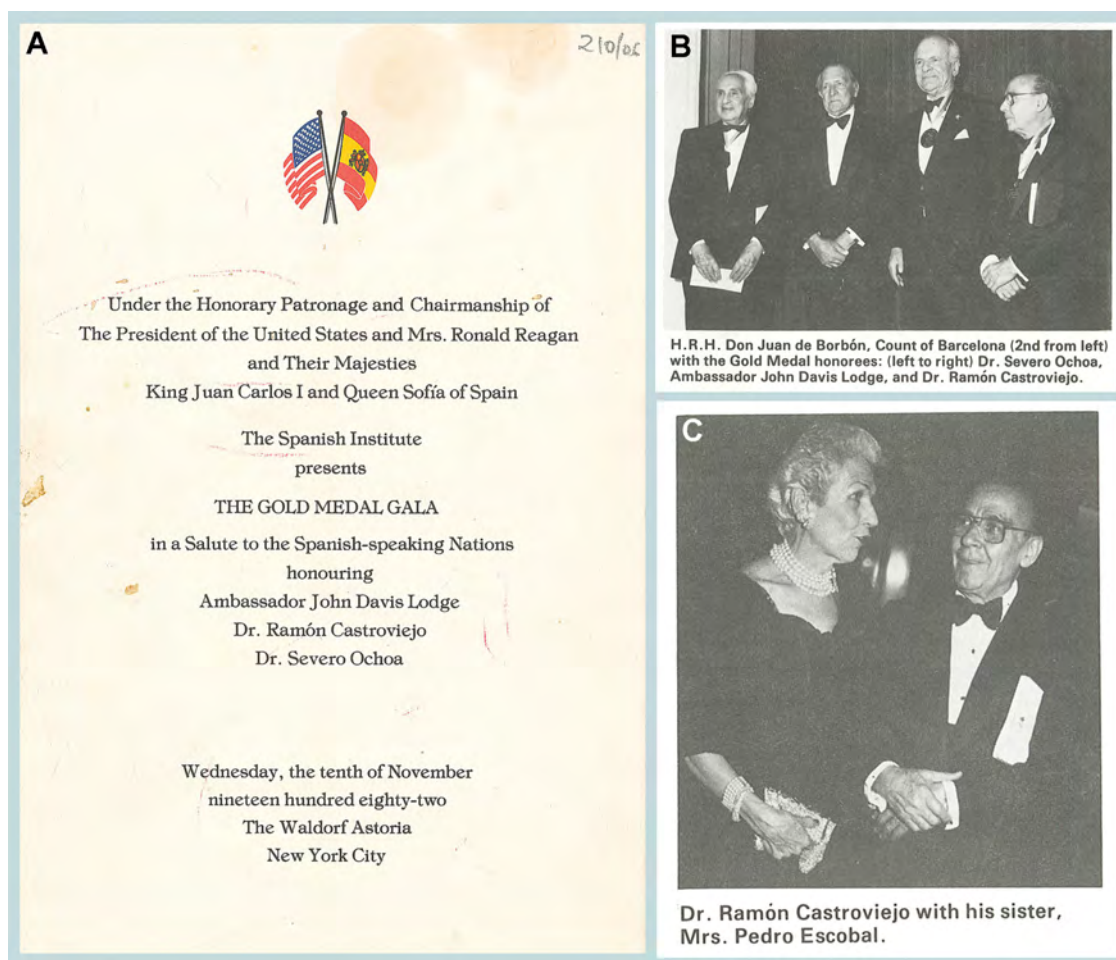 A
210/06
Under the Honorary Patronage and Chairmanship of
The President of the United States and Mrs. Ronald Reagan
and Their Majesties
King Juan Carlos I and Queen Sofía of Spain
The Spanish Institute
presents
THE GOLD MEDAL GALA
in a Salute to the Spanish-speaking Nations
honouring
Ambassador John Davis Lodge
Dr. Ramón Castroviejo
Dr. Severo Ochoa
Wednesday, the tenth of November
nineteen hundred eighty-two
The Waldorf Astoria
New York City
B
H.R.H. Don Juan de Borbón, Count of Barcelona (2nd from left)
with the Gold Medal honorees: (left to right) Dr. Severo Ochoa,
Ambassador John Davis Lodge, and Dr. Ramón Castroviejo.
C
Dr. Ramón Castroviejo with his sister,
Mrs. Pedro Escobal.